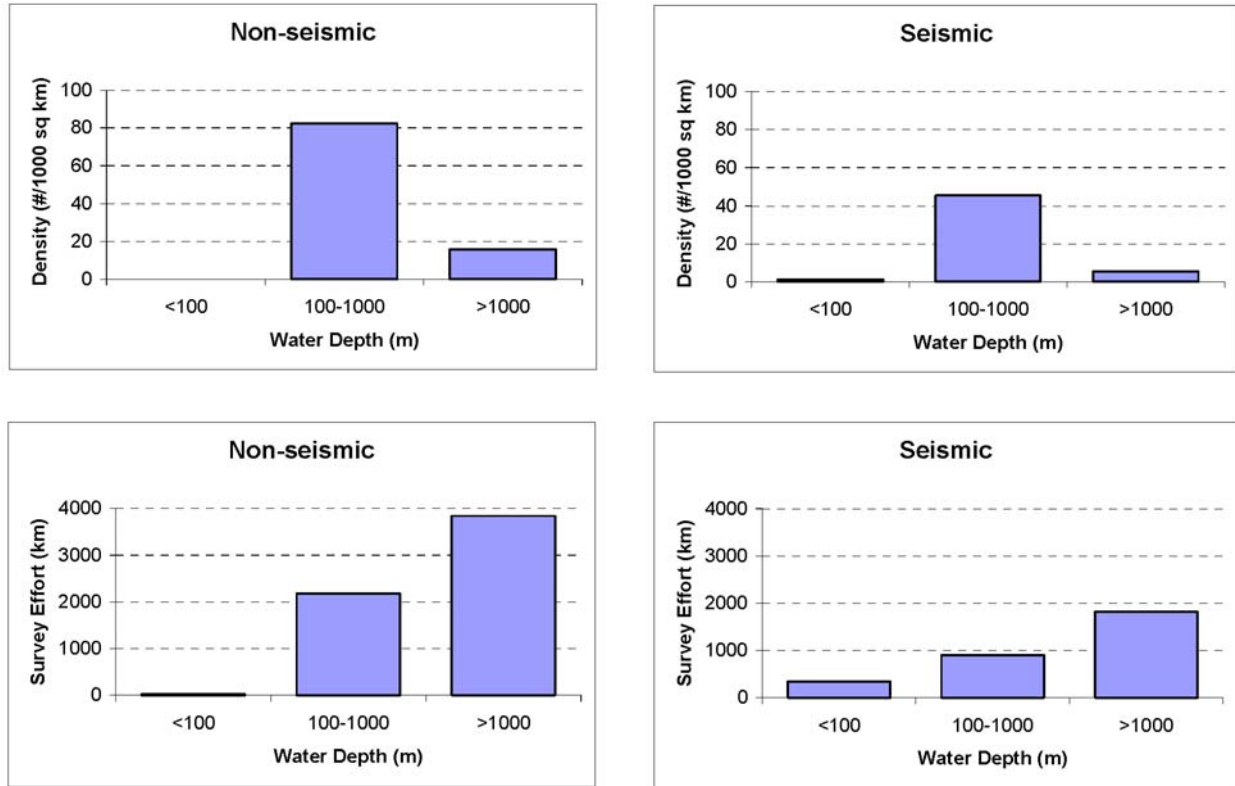 Non-seismic
Density (#/1000 sq km)
100
80
60
40
20
0
<100 100-1000 >1000
Water Depth (m)
Seismic
Density (#/1000 sq km)
100
80
60
40
20
0
<100 100-1000 >1000
Water Depth (m)
Non-seismic
Survey Effort (km)
4000
3000
2000
1000
0
<100 100-1000 >1000
Water Depth (m)
Seismic
Survey Effort (km)
4000
3000
2000
1000
0
<100 100-1000 >1000
Water Depth (m)